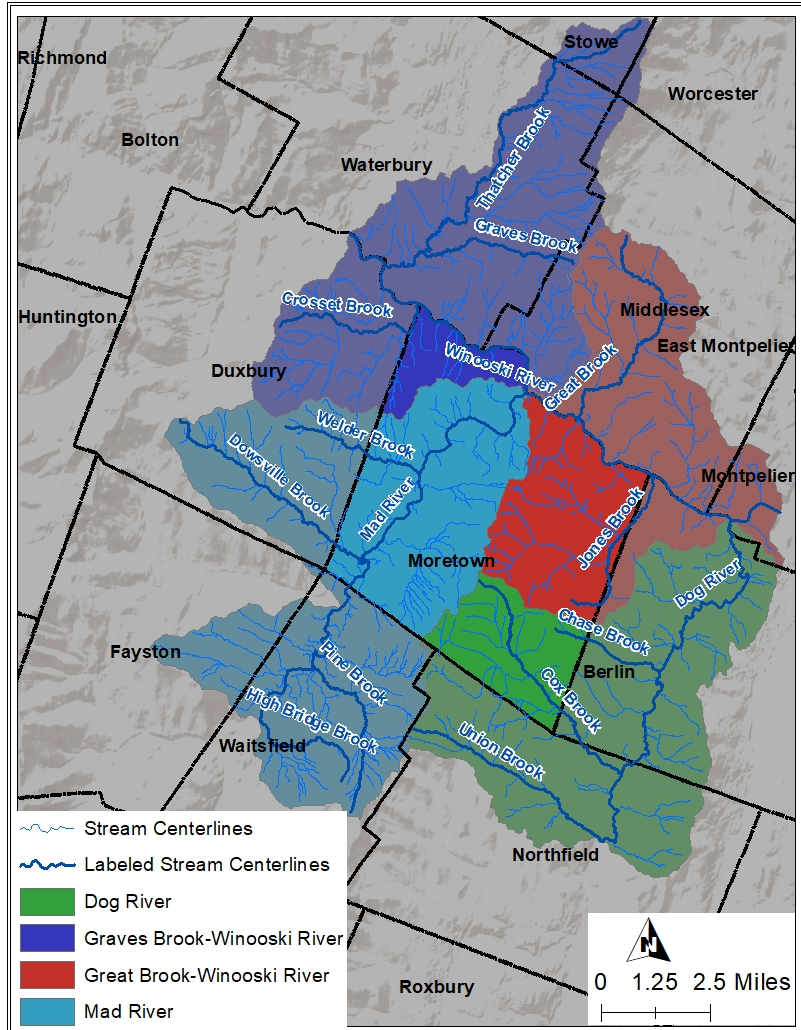 Stowe
Richmond
Worcester
Bolton
Waterbury
Thatcher Brook
Graves Brook
Crosset Brook
Middlesex
Huntington
East Montpelier
Winooski River
Great Brook
Duxbury
Welder Brook
Dowsville Brook
Montpelier
Mad River
Jones Brook
Moretown
Dog River
Chase Brook
Fayston
Pine Brook
Berlin
Cox Brook
High Bridge Brook
Waitsfield
Union Brook
Northfield
Stream Centerlines
Labeled Stream Centerlines
Dog River
Graves Brook-Winooski River
Great Brook-Winooski River
Mad River
Roxbury
N
0 1.25 2.5 Miles